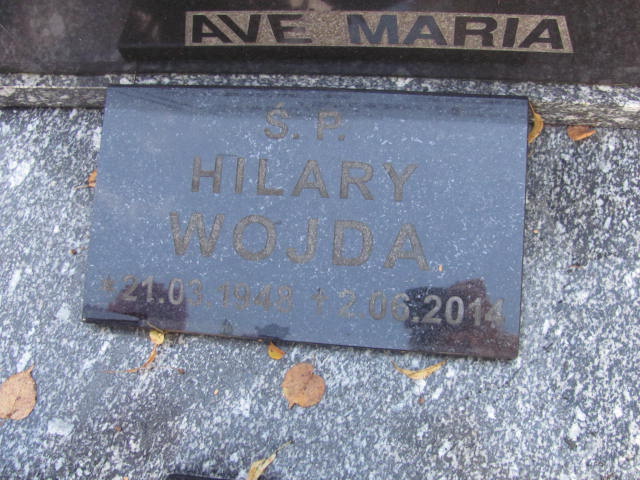 AVE MARIA
Ś. P.
HILARY
WOJDA
* 21.03.1948 † 2.06.2014